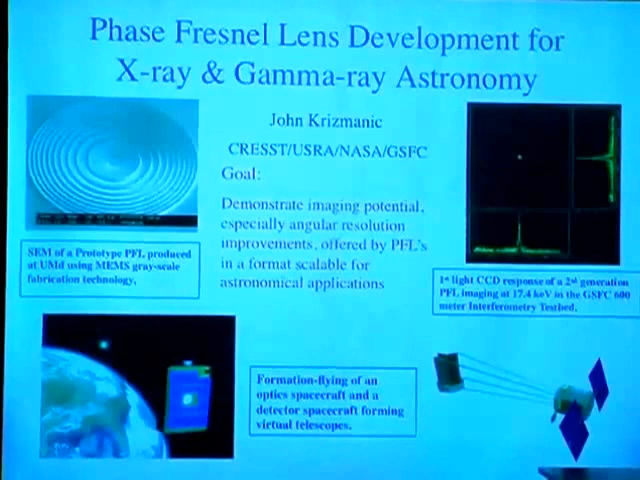 Phase Fresnel Lens Development for
X-ray & Gamma-ray Astronomy
John Krizmanic
CRESST/USRA/NASA/GSFC
Goal:
Demonstrate imaging potential,
especially angular resolution
improvements, offered by PFL's
in a format scalable for
astronomical applications
SEM of a Prototype PFL produced
at UMd using MEMS gray-scale
fabrication technology.
1st light CCD response of a 2nd generation
PFL imaging at 17.4 keV in the GSFC 600
meter Interferometry Testbed.
Formation-flying of an
optics spacecraft and a
detector spacecraft forming
virtual telescopes.